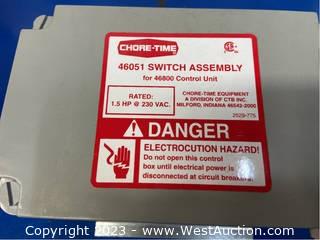 CHORE-TIME
46051 SWITCH ASSEMBLY
for 46800 Control Unit
RATED:
1.5 HP @ 230 VAC.
CHORE-TIME EQUIPMENT
A DIVISION OF CTB INC.
MILFORD, INDIANA 46542-2000
2529-775
DANGER
ELECTROCUTION HAZARD!
Do not open this control
box until electrical power is
disconnected at circuit breakers!
Copyright 2023 - www.WestAuction.com